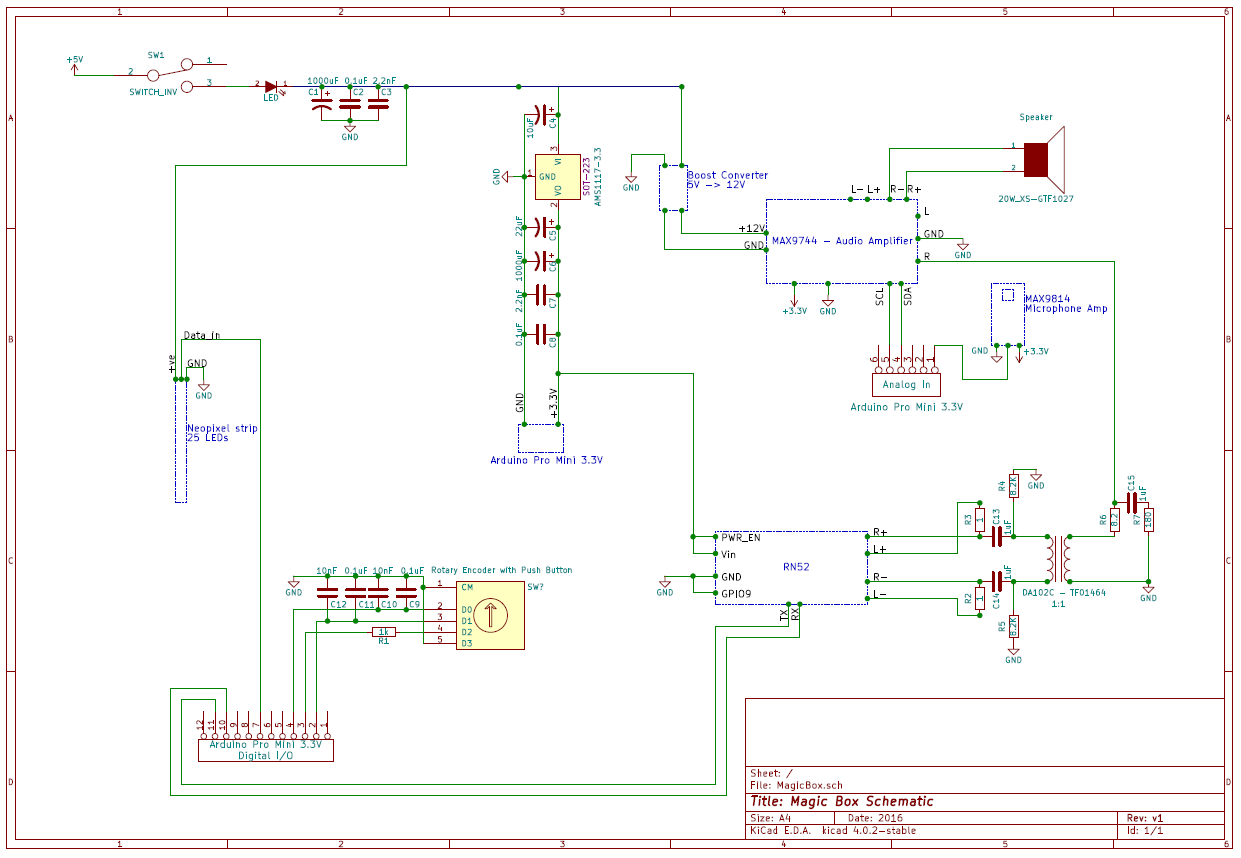 1 2 3 4 5 6
A A
B B
C C
D D
+5V
SW1
2
1
3
SWITCH_INV
2 1
LED
1000uF 0.1uF 2.2nF
C1 C2 C3
GND
10uF
C4
3
VI
GND
1
GND
VO
2
SOT-223
AMS1117-3.3
22uF
C5
1000uF
C6
2.2nF
C7
0.1uF
C8
GND
+3.3V
Arduino Pro Mini 3.3V
GND
Boost Converter
5V -> 12V
+12V
GND
L- L+ R- R+
L
GND
GND
R
MAX9744 - Audio Amplifier
+3.3V
GND
SCL
SDA
Speaker
1
2
20W_XS-GTF1027
MAX9814
Microphone Amp
GND
+3.3V
6 5 4 3 2 1
Analog In
Arduino Pro Mini 3.3V
Data in
+ve
GND
GND
Neopixel strip
25 LEDs
GND
10nF 0.1uF 10nF 0.1uF
C12 C11 C10 C9
Rotary Encoder with Push Button
SW?
1 CM
2 D0
3 D1
4 D2
5 D3
1k
R1
12 11 10 9 8 7 6 5 4 3 2 1
Arduino Pro Mini 3.3V
Digital I/O
PWR_EN
Vin
GND
GPIO9
GND
RN52
R+
L+
R-
L-
TX
RX
R3
1
C13
1uF
R4
8.2K
GND
R2
1
C14
1uF
R5
8.2K
GND
DA102C - TF01464
1:1
R6
8.2
C15
1uF
R7
180
GND
Sheet: /
File: MagicBox.sch
Title: Magic Box Schematic
Size: A4 Date: 2016 Rev: v1
KiCad E.D.A. kicad 4.0.2-stable Id: 1/1
1 2 3 4 5 6